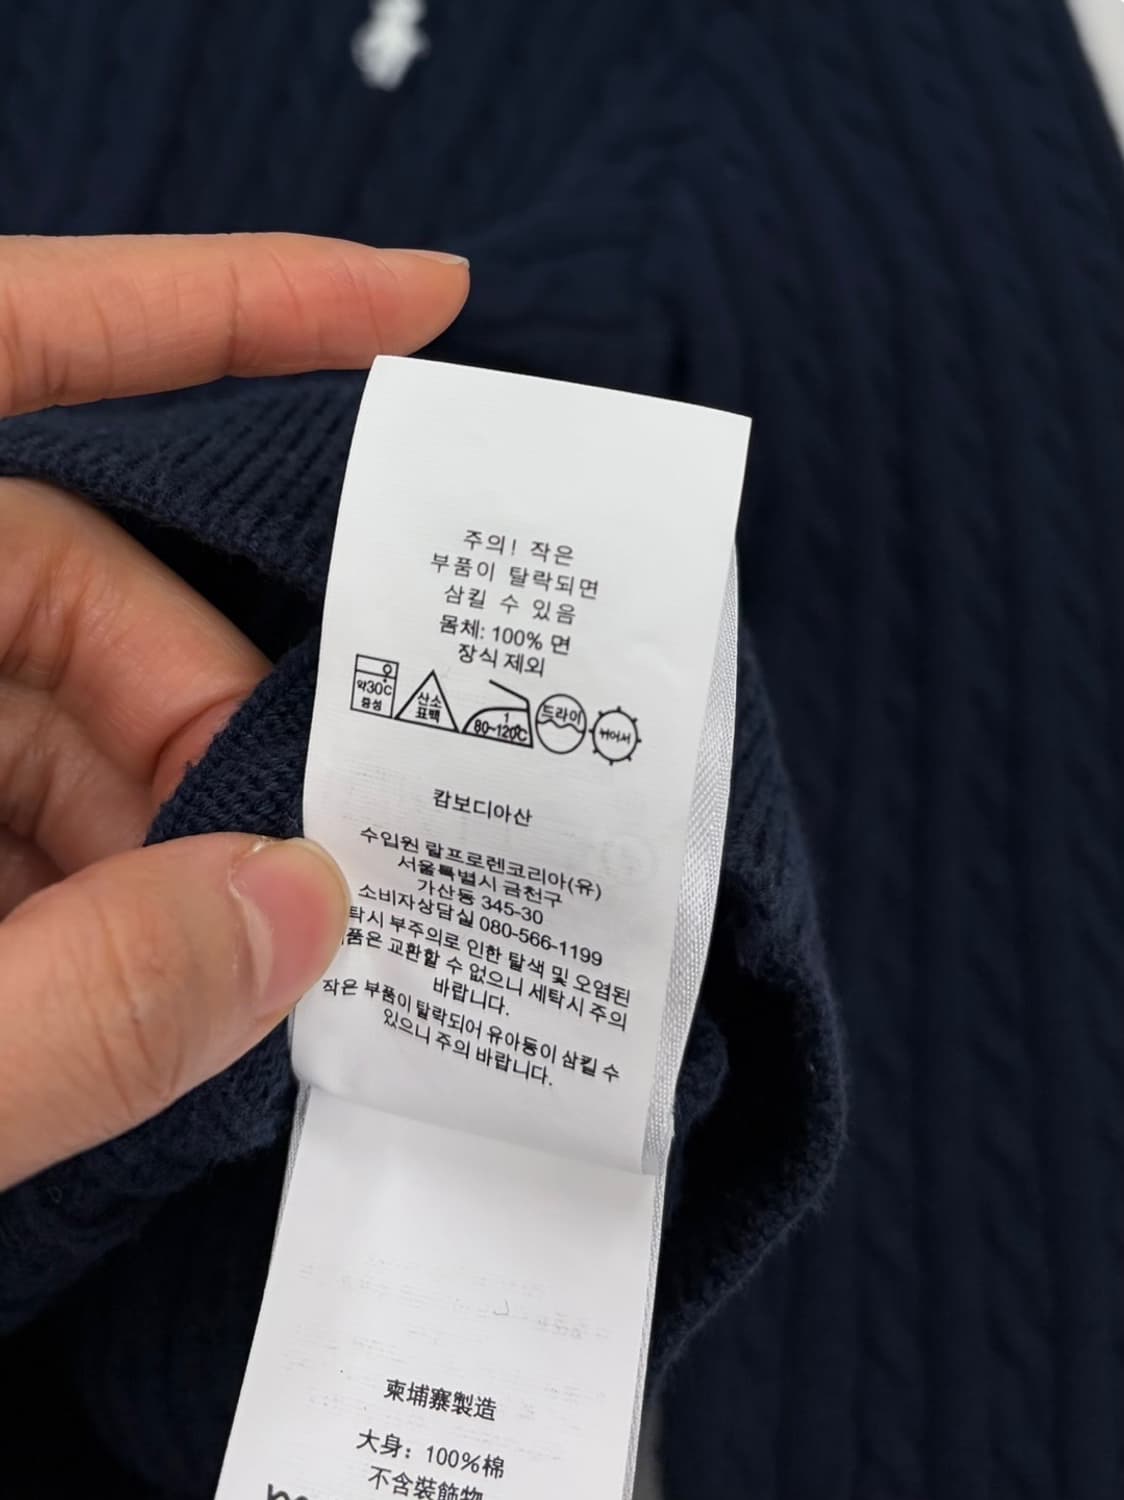 주의! 작은
부품이 탈락되면
삼킬 수 있음
몸체: 100% 면
장식 제외
약30℃
중성
산소
표백
1
80~120℃
드라이
뉘어서
캄보디아산
수입원 랄프로렌코리아(유)
서울특별시 금천구
가산동 345-30
소비자상담실 080-566-1199
탁시 부주의로 인한 탈색 및 오염된
품은 교환할 수 없으니 세탁시 주의
바랍니다.
작은 부품이 탈락되어 유아동이 삼킬 수
있으니 주의 바랍니다.
柬埔寨製造
大身：100%棉
不含裝飾物